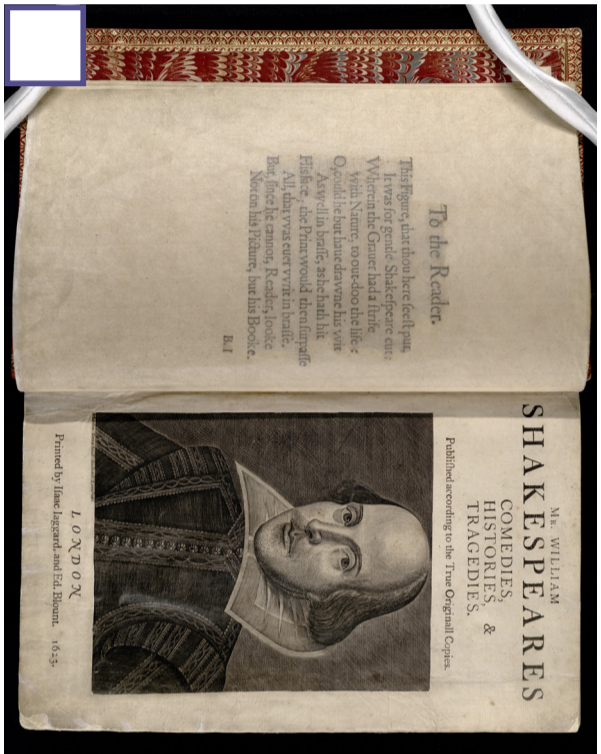 To the Reader.
This Figure, that thou here seest put,
It was for gentle Shakespeare cut;
Wherein the Grauer had a strife
with Nature, to out-doo the life:
O, could he but haue drawne his wit
As well in brasse, as he hath hit
His face; the Print would then surpasse
All, that vvas euer vvrit in brasse.
But, since he cannot, Reader, looke
Not on his Picture, but his Booke.
B. I
Mr. WILLIAM
SHAKESPEARES
COMEDIES,
HISTORIES, &
TRAGEDIES.
Published according to the True Originall Copies.
LONDON
Printed by Isaac Iaggard, and Ed. Blount. 1623.